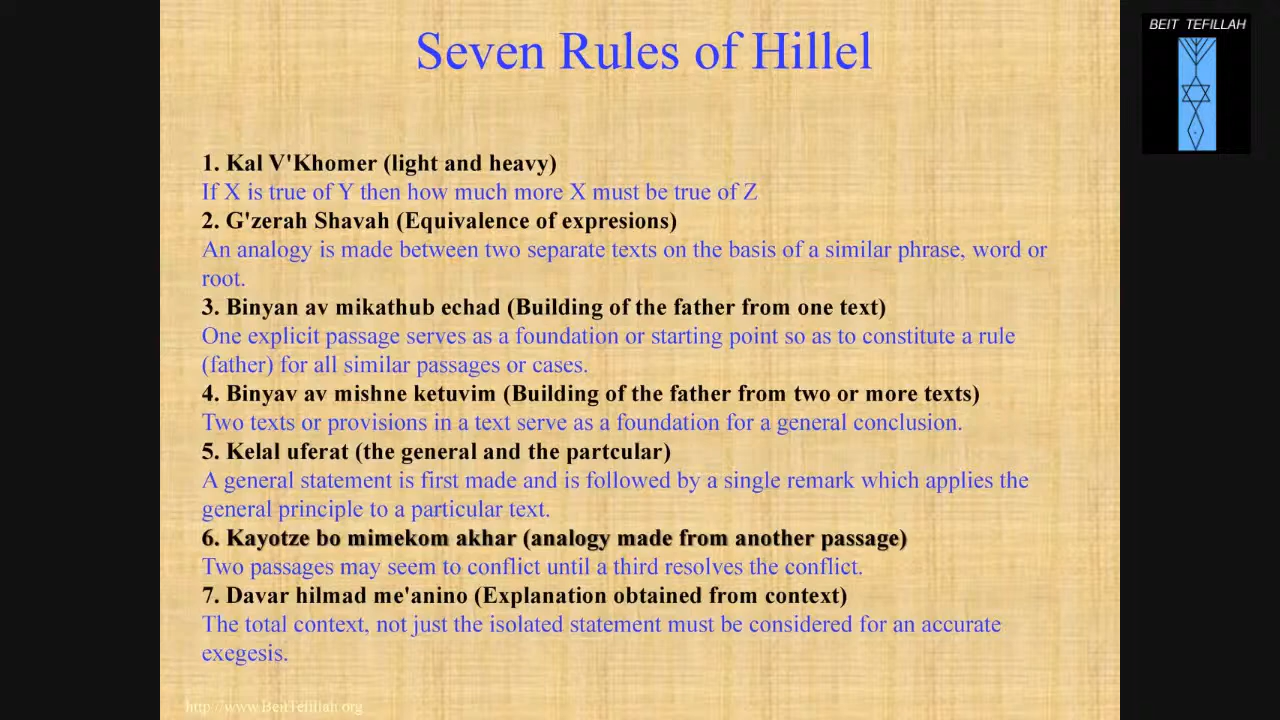 BEIT TEFILLAH
Seven Rules of Hillel
1. Kal V'Khomer (light and heavy)
If X is true of Y then how much more X must be true of Z
2. G'zerah Shavah (Equivalence of expresions)
An analogy is made between two separate texts on the basis of a similar phrase, word or
root.
3. Binyan av mikathub echad (Building of the father from one text)
One explicit passage serves as a foundation or starting point so as to constitute a rule
(father) for all similar passages or cases.
4. Binyav av mishne ketuvim (Building of the father from two or more texts)
Two texts or provisions in a text serve as a foundation for a general conclusion.
5. Kelal uferat (the general and the partcular)
A general statement is first made and is followed by a single remark which applies the
general principle to a particular text.
6. Kayotze bo mimekom akhar (analogy made from another passage)
Two passages may seem to conflict until a third resolves the conflict.
7. Davar hilmad me'anino (Explanation obtained from context)
The total context, not just the isolated statement must be considered for an accurate
exegesis.
http://www.BeitTefillah.org